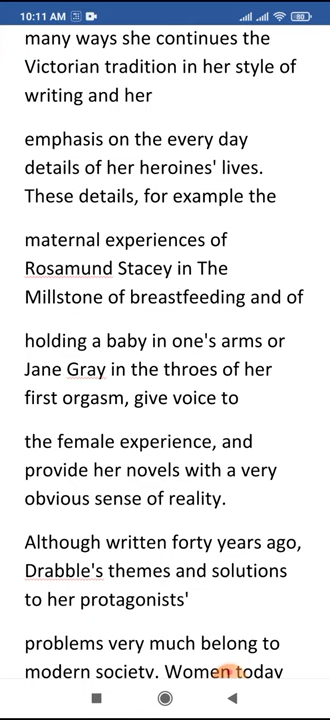 10:11 AM
80
many ways she continues the
Victorian tradition in her style of
writing and her
emphasis on the every day
details of her heroines' lives.
These details, for example the
maternal experiences of
Rosamund Stacey in The
Millstone of breastfeeding and of
holding a baby in one's arms or
Jane Gray in the throes of her
first orgasm, give voice to
the female experience, and
provide her novels with a very
obvious sense of reality.
Although written forty years ago,
Drabble's themes and solutions
to her protagonists'
problems very much belong to
modern society. Women today